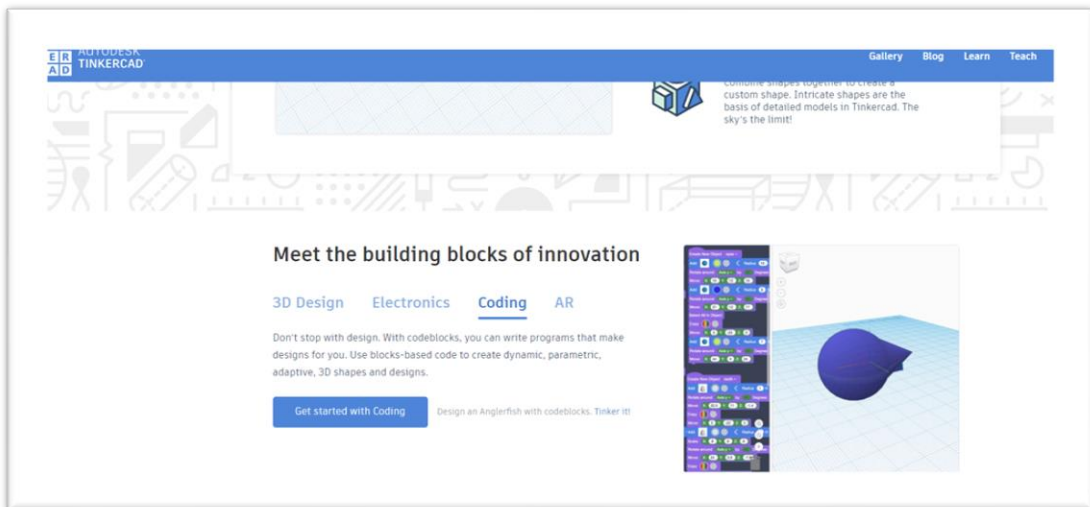 AUTODESK
TINKERCAD
Gallery Blog Learn Teach
combine shapes together to create a
custom shape. Intricate shapes are the
basis of detailed models in Tinkercad. The
sky's the limit!
Meet the building blocks of innovation
3D Design Electronics Coding AR
Don't stop with design. With codeblocks, you can write programs that make
designs for you. Use blocks-based code to create dynamic, parametric,
adaptive, 3D shapes and designs.
Get started with Coding
Design an Anglerfish with codeblocks. Tinker it!